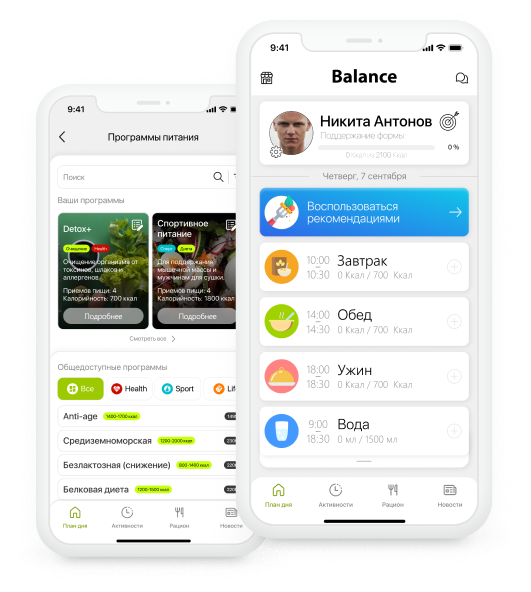 9:41
Программы питания
Поиск
Ваши программы
Detox+
Очищение Health
Очищение организма от
токсинов, шлаков и
аллергенов.
Приемов пищи: 4
Калорийность: 700 ккал
Подробнее
Спортивное
питание
Спорт Диета
Для поддержания
мышечной массы и
мужчинам для сушки.
Приемов пищи: 4
Калорийность: 1800 ккал
Подробнее
Смотреть все
Общедоступные программы
Все Health Sport
Anti-age 1400-1700 ккал
Средиземноморская 1200-2000 ккал
Безлактозная (снижение) 800-1400 ккал
Белковая диета 1200-1500 ккал
План дня Активности Рацион Новости
9:41
Balance
Никита Антонов
Поддержание формы
0 Ккал из 2100 Ккал
0 %
Четверг, 7 сентября
Воспользоваться
рекомендациями
10:00
10:30
Завтрак
0 Ккал / 700 Ккал
14:00
14:30
Обед
0 Ккал / 700 Ккал
18:00
18:30
Ужин
0 Ккал / 700 Ккал
9:00
18:30
Вода
0 мл / 1500 мл
План дня Активности Рацион Новости